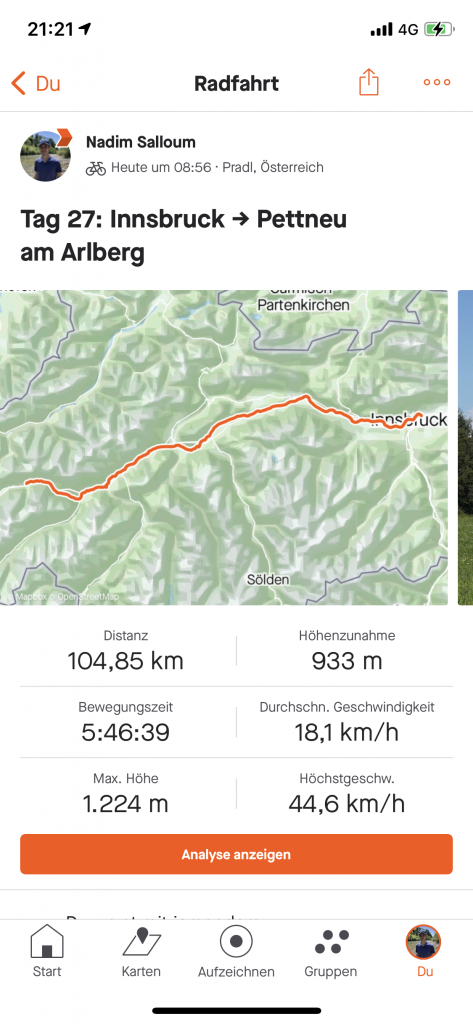 21:21
4G
Du
Radfahrt
Nadim Salloum
Heute um 08:56 · Pradl, Österreich
Tag 27: Innsbruck → Pettneu
am Arlberg
Partenkirchen
Innsbruck
Sölden
Mapbox © OpenStreetMap
Distanz
Höhenzunahme
104,85 km
933 m
Bewegungszeit
Durchschn. Geschwindigkeit
5:46:39
18,1 km/h
Max. Höhe
Höchstgeschw.
1.224 m
44,6 km/h
Analyse anzeigen
Start
Karten
Aufzeichnen
Gruppen
Du